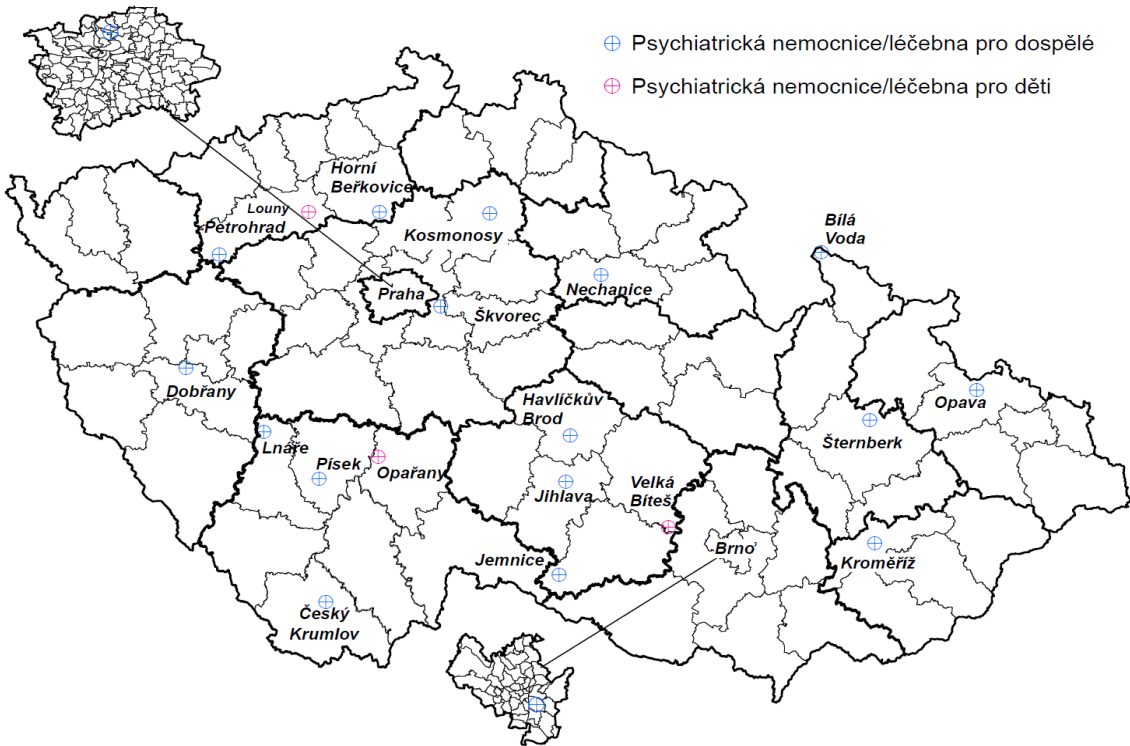 Psychiatrická nemocnice/léčebna pro dospělé
Psychiatrická nemocnice/léčebna pro děti
Horní
Beřkovice
Louny
Petrohrad
Kosmonosy
Bílá
Voda
Praha
Nechanice
Škvorec
Dobřany
Havlíčkův
Brod
Opava
Šternberk
Lnáře
Písek
Opařany
Jihlava
Velká
Bíteš
Brno
Jemnice
Kroměříž
Český
Krumlov